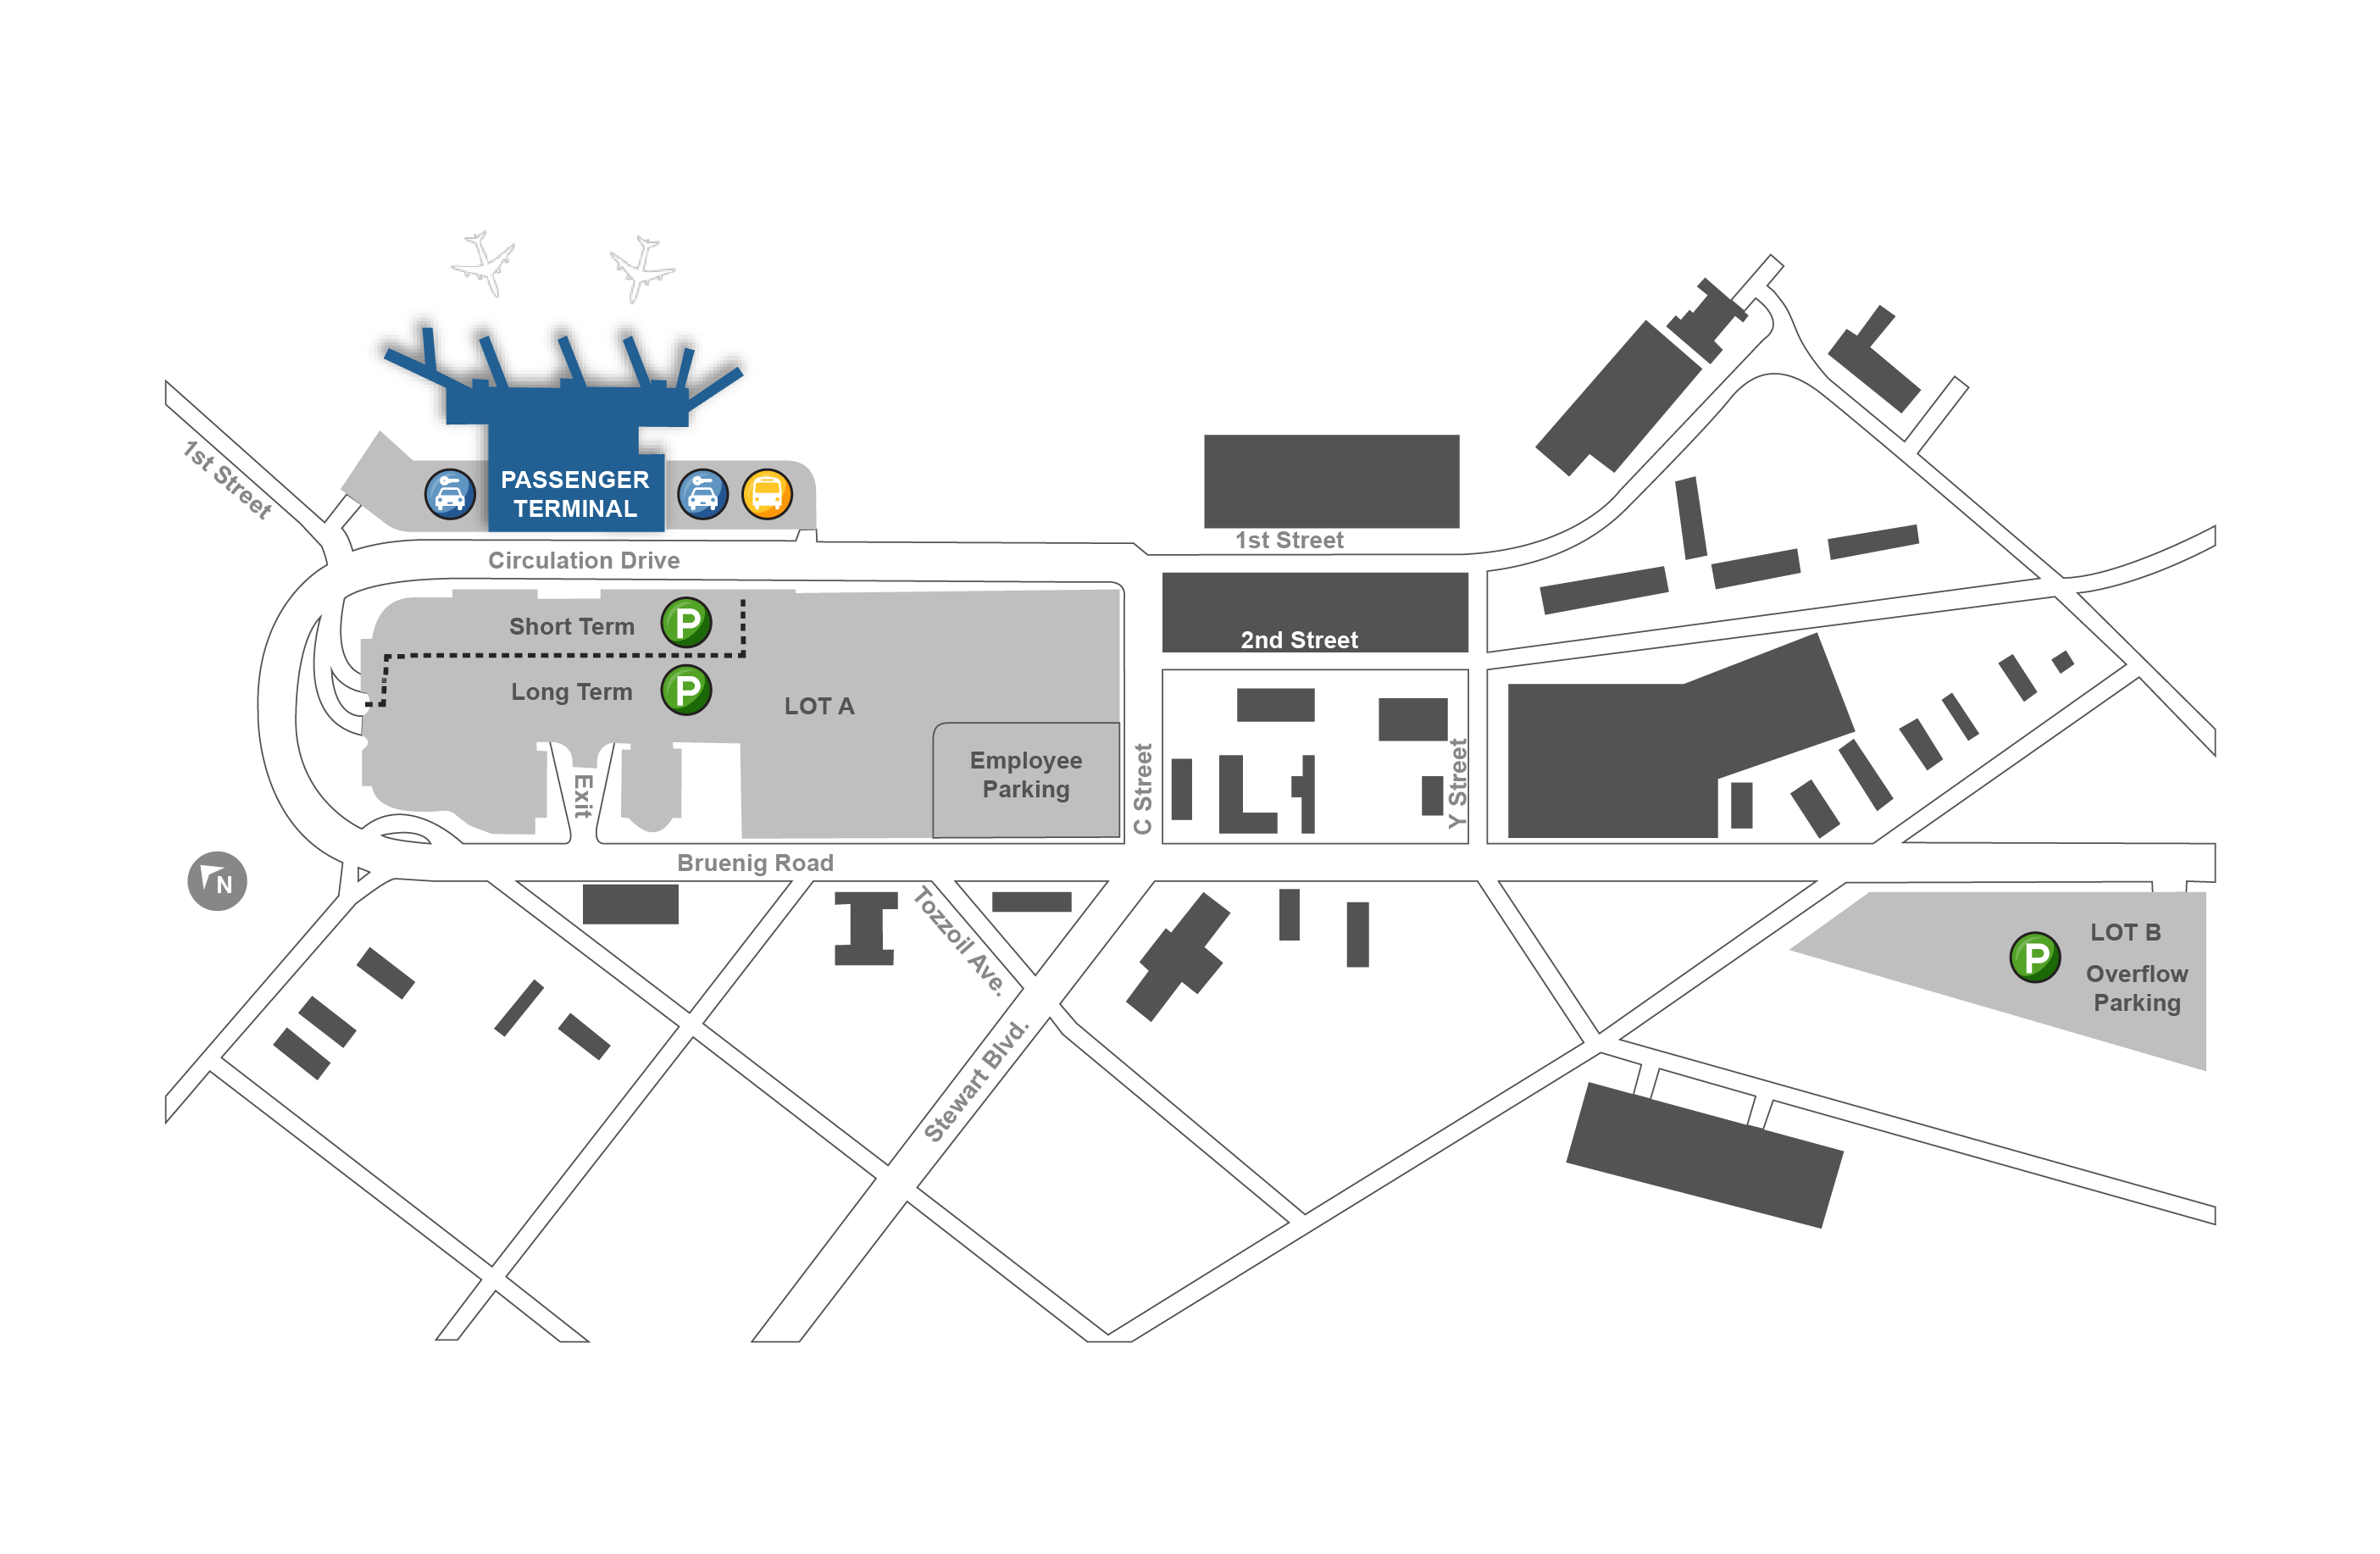 1st Street
PASSENGER
TERMINAL
Circulation Drive
1st Street
Short Term
P
2nd Street
Long Term
P
LOT A
Employee
Parking
Exit
C Street
Y Street
Bruenig Road
N
Tozzoil Ave.
Stewart Blvd.
LOT B
P
Overflow
Parking